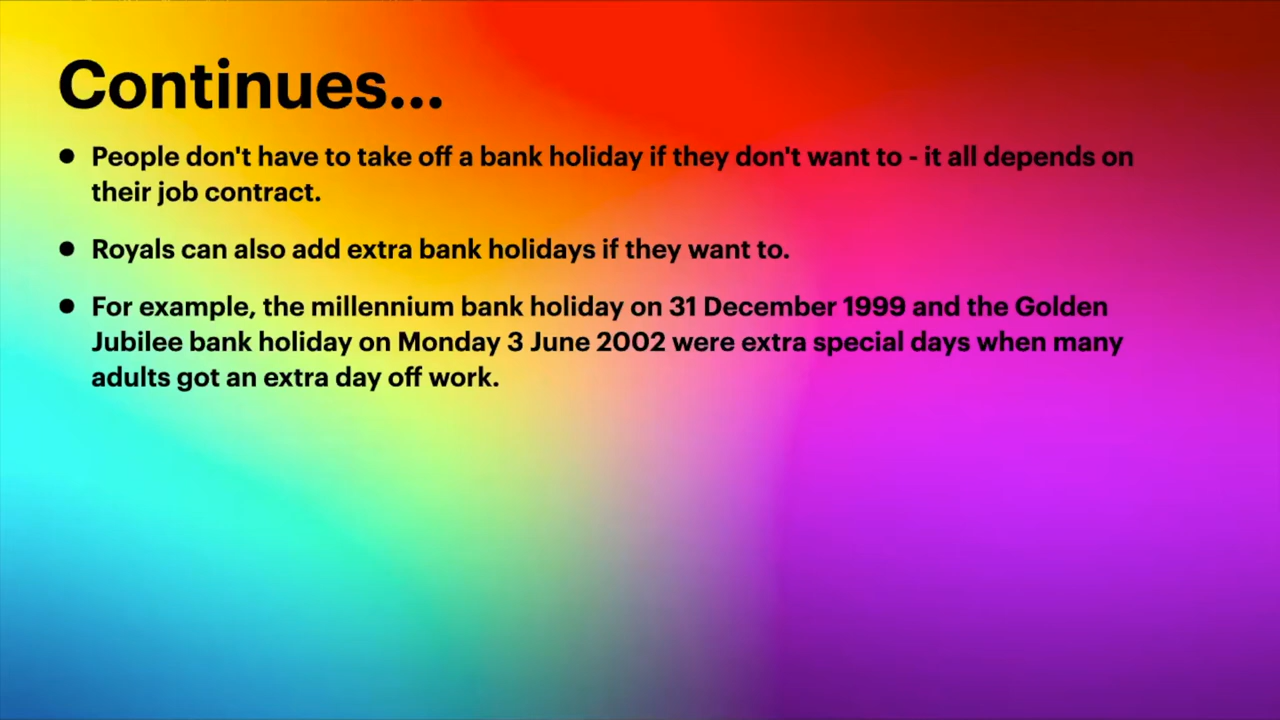 Continues...
• People don't have to take off a bank holiday if they don't want to - it all depends on
their job contract.
• Royals can also add extra bank holidays if they want to.
• For example, the millennium bank holiday on 31 December 1999 and the Golden
Jubilee bank holiday on Monday 3 June 2002 were extra special days when many
adults got an extra day off work.